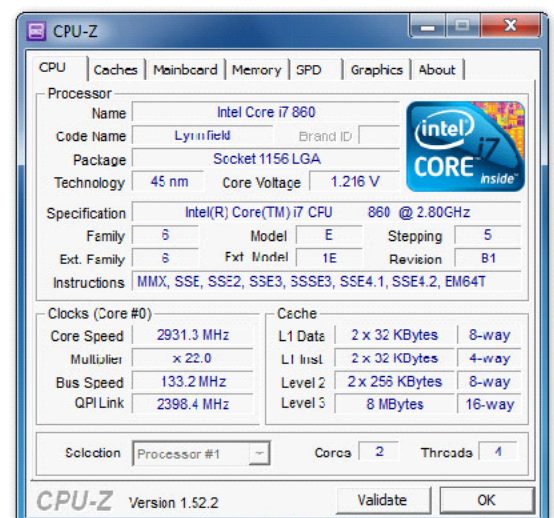 CPU-Z
CPU Caches Mainboard Memory SPD Graphics About
Processor
Name Intel Core i7 860
Code Name Lynnfield Brand ID
Package Socket 1156 LGA
Technology 45 nm Core Voltage 1.216 V
(intel) CORE i7 inside™
Specification Intel(R) Core(TM) i7 CPU 860 @ 2.80GHz
Family 6 Model E Stepping 5
Ext. Family 6 Ext. Model 1E Revision B1
Instructions MMX, SSE, SSE2, SSE3, SSSE3, SSE4.1, SSE4.2, EM64T
Clocks (Core #0)
Core Speed 2931.3 MHz
Multiplier x 22.0
Bus Speed 133.2 MHz
QPI Link 2398.4 MHz
Cache
L1 Data 2 x 32 KBytes 8-way
L1 Inst. 2 x 32 KBytes 4-way
Level 2 2 x 256 KBytes 8-way
Level 3 8 MBytes 16-way
Selection Processor #1 Cores 2 Threads 4
CPU-Z Version 1.52.2 Validate OK